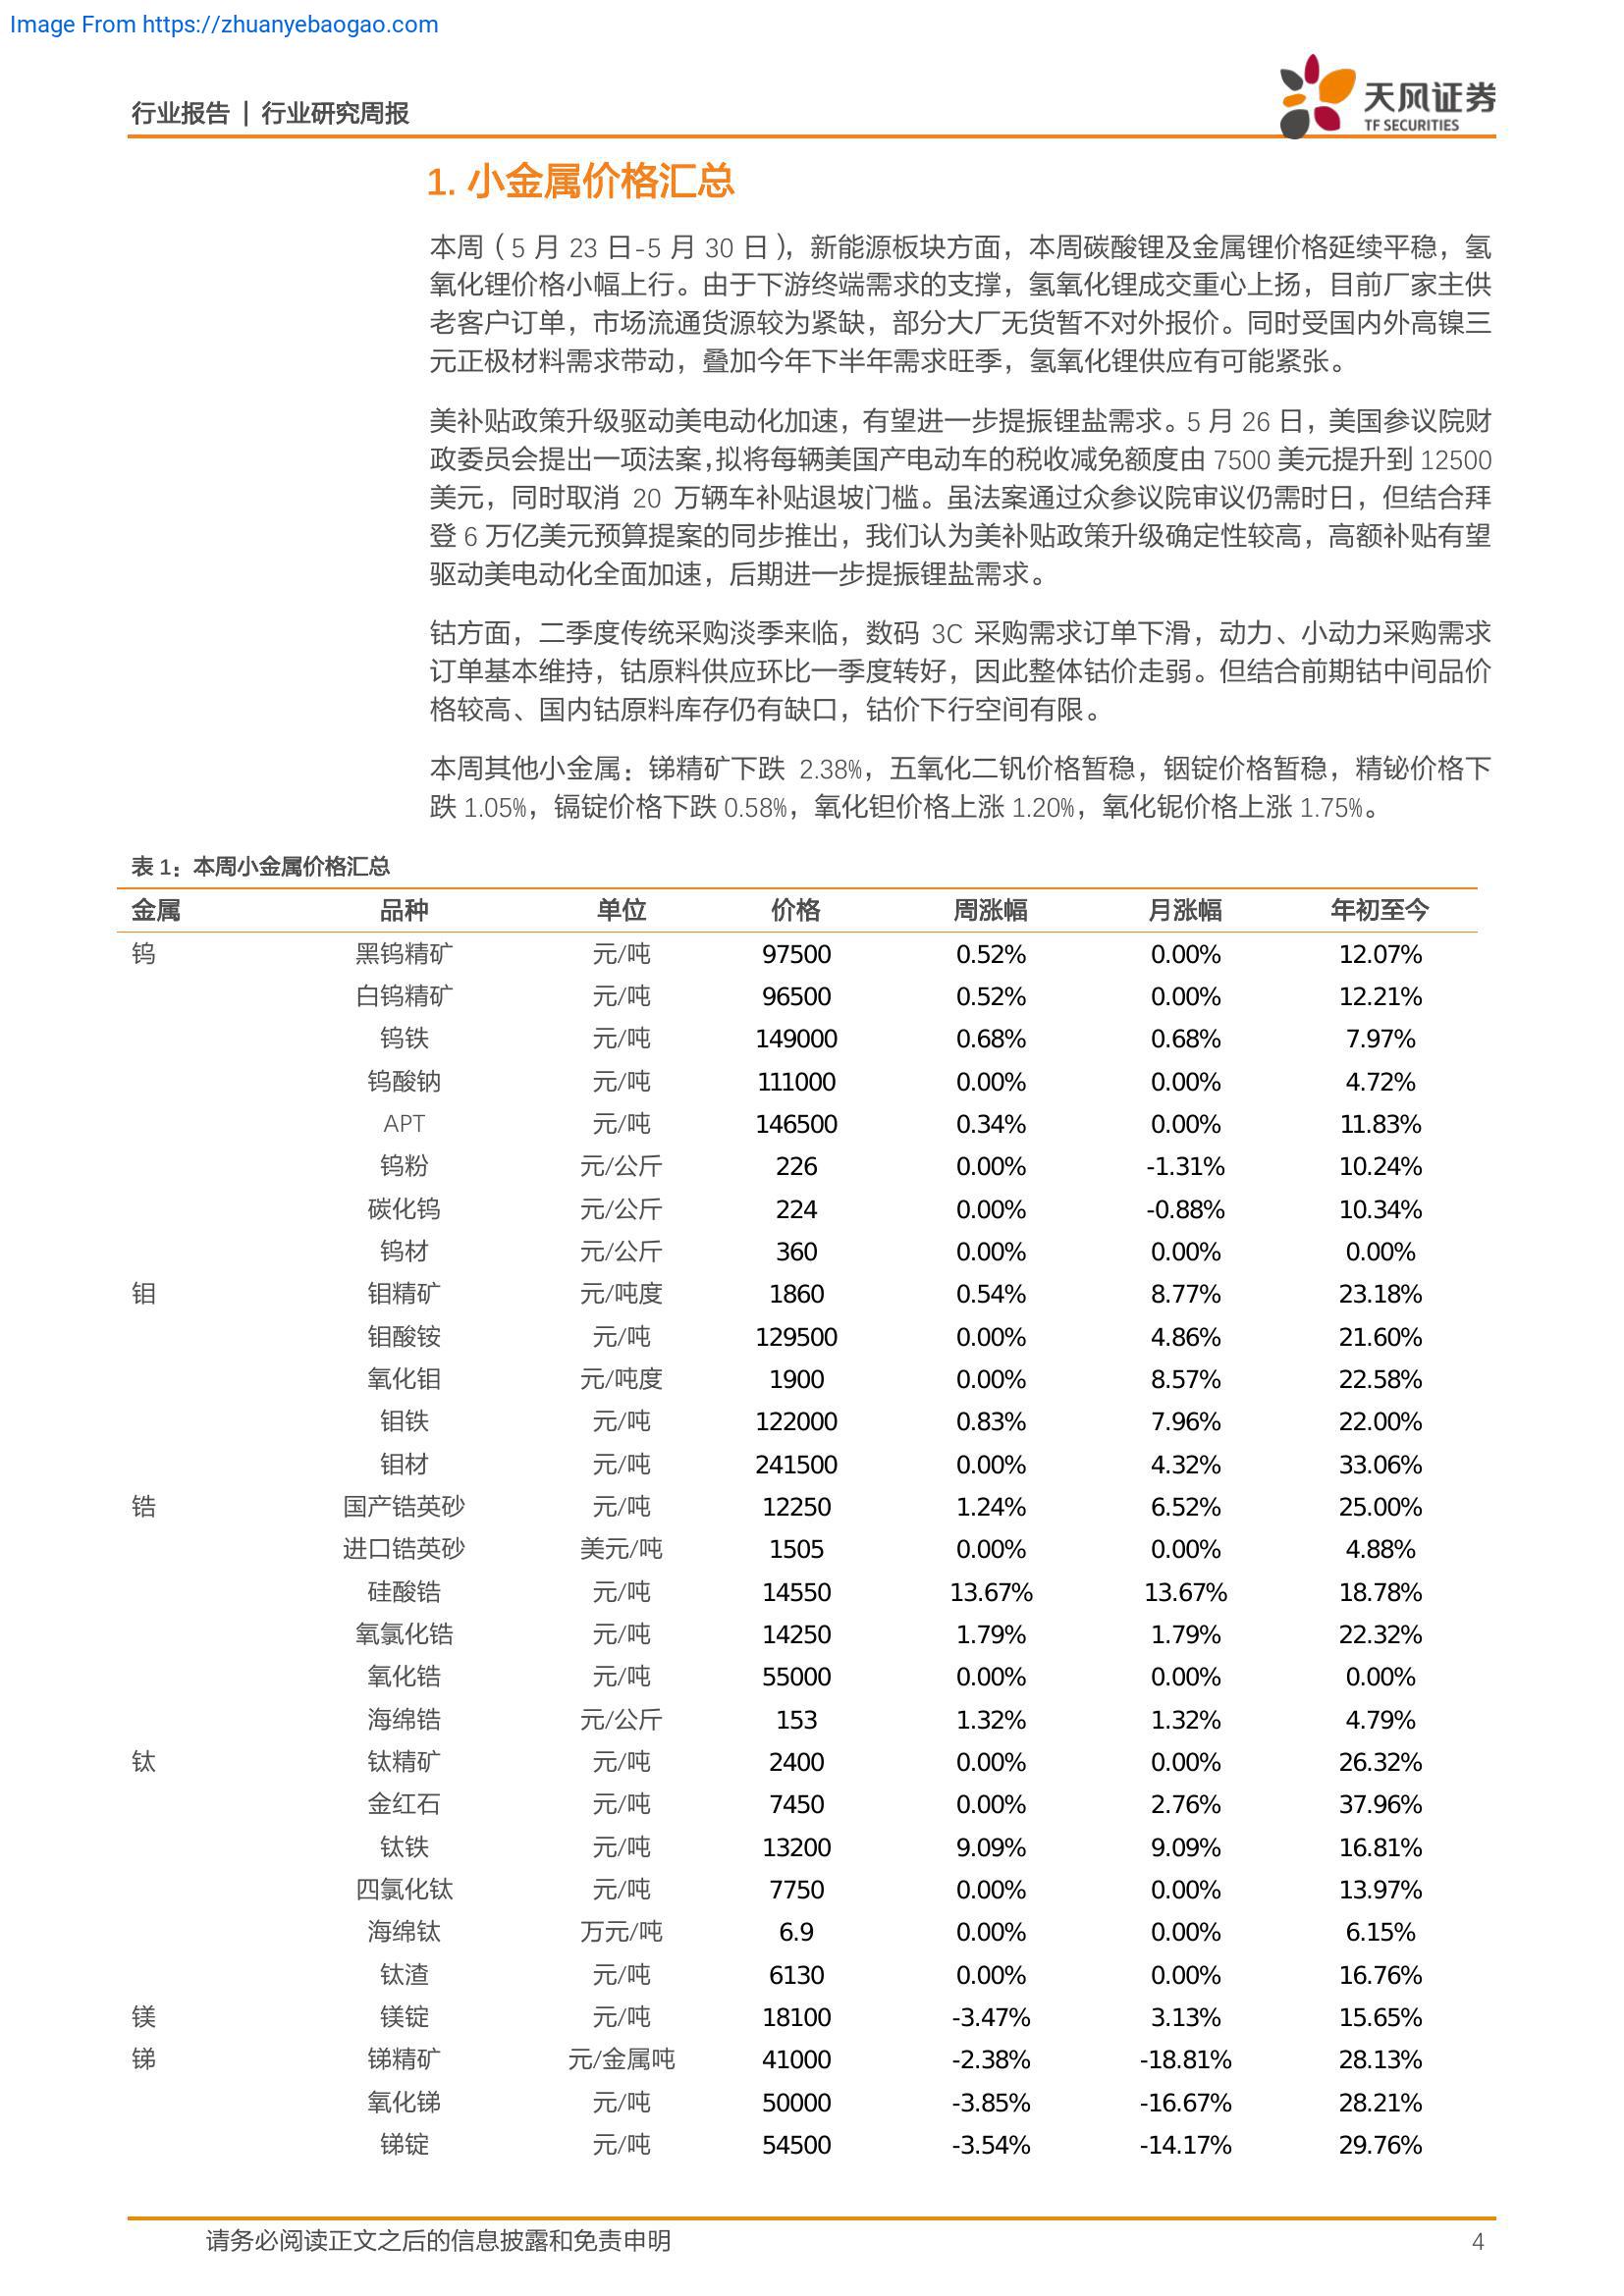 Image From https://zhuanyebaogao.com
行业报告 | 行业研究周报
天风证券
TF SECURITIES
1. 小金属价格汇总
本周（5 月 23 日-5 月 30 日），新能源板块方面，本周碳酸锂及金属锂价格延续平稳，氢
氧化锂价格小幅上行。由于下游终端需求的支撑，氢氧化锂成交重心上扬，目前厂家主供
老客户订单，市场流通货源较为紧缺，部分大厂无货暂不对外报价。同时受国内外高镍三
元正极材料需求带动，叠加今年下半年需求旺季，氢氧化锂供应有可能紧张。
美补贴政策升级驱动美电动化加速，有望进一步提振锂盐需求。5 月 26 日，美国参议院财
政委员会提出一项法案，拟将每辆美国产电动车的税收减免额度由 7500 美元提升到 12500
美元，同时取消 20 万辆车补贴退坡门槛。虽法案通过众参议院审议仍需时日，但结合拜
登 6 万亿美元预算提案的同步推出，我们认为美补贴政策升级确定性较高，高额补贴有望
驱动美电动化全面加速，后期进一步提振锂盐需求。
钴方面，二季度传统采购淡季来临，数码 3C 采购需求订单下滑，动力、小动力采购需求
订单基本维持，钴原料供应环比一季度转好，因此整体钴价走弱。但结合前期钴中间品价
格较高、国内钴原料库存仍有缺口，钴价下行空间有限。
本周其他小金属：锑精矿下跌 2.38%，五氧化二钒价格暂稳，铟锭价格暂稳，精铋价格下
跌 1.05%，镉锭价格下跌 0.58%，氧化钽价格上涨 1.20%，氧化铌价格上涨 1.75%。
表 1：本周小金属价格汇总
金属 品种 单位 价格 周涨幅 月涨幅 年初至今
钨 黑钨精矿 元/吨 97500 0.52% 0.00% 12.07%
白钨精矿 元/吨 96500 0.52% 0.00% 12.21%
钨铁 元/吨 149000 0.68% 0.68% 7.97%
钨酸钠 元/吨 111000 0.00% 0.00% 4.72%
APT 元/吨 146500 0.34% 0.00% 11.83%
钨粉 元/公斤 226 0.00% -1.31% 10.24%
碳化钨 元/公斤 224 0.00% -0.88% 10.34%
钨材 元/公斤 360 0.00% 0.00% 0.00%
钼 钼精矿 元/吨度 1860 0.54% 8.77% 23.18%
钼酸铵 元/吨 129500 0.00% 4.86% 21.60%
氧化钼 元/吨度 1900 0.00% 8.57% 22.58%
钼铁 元/吨 122000 0.83% 7.96% 22.00%
钼材 元/吨 241500 0.00% 4.32% 33.06%
锆 国产锆英砂 元/吨 12250 1.24% 6.52% 25.00%
进口锆英砂 美元/吨 1505 0.00% 0.00% 4.88%
硅酸锆 元/吨 14550 13.67% 13.67% 18.78%
氧氯化锆 元/吨 14250 1.79% 1.79% 22.32%
氧化锆 元/吨 55000 0.00% 0.00% 0.00%
海绵锆 元/公斤 153 1.32% 1.32% 4.79%
钛 钛精矿 元/吨 2400 0.00% 0.00% 26.32%
金红石 元/吨 7450 0.00% 2.76% 37.96%
钛铁 元/吨 13200 9.09% 9.09% 16.81%
四氯化钛 元/吨 7750 0.00% 0.00% 13.97%
海绵钛 万元/吨 6.9 0.00% 0.00% 6.15%
钛渣 元/吨 6130 0.00% 0.00% 16.76%
镁 镁锭 元/吨 18100 -3.47% 3.13% 15.65%
锑 锑精矿 元/金属吨 41000 -2.38% -18.81% 28.13%
氧化锑 元/吨 50000 -3.85% -16.67% 28.21%
锑锭 元/吨 54500 -3.54% -14.17% 29.76%
请务必阅读正文之后的信息披露和免责申明 4